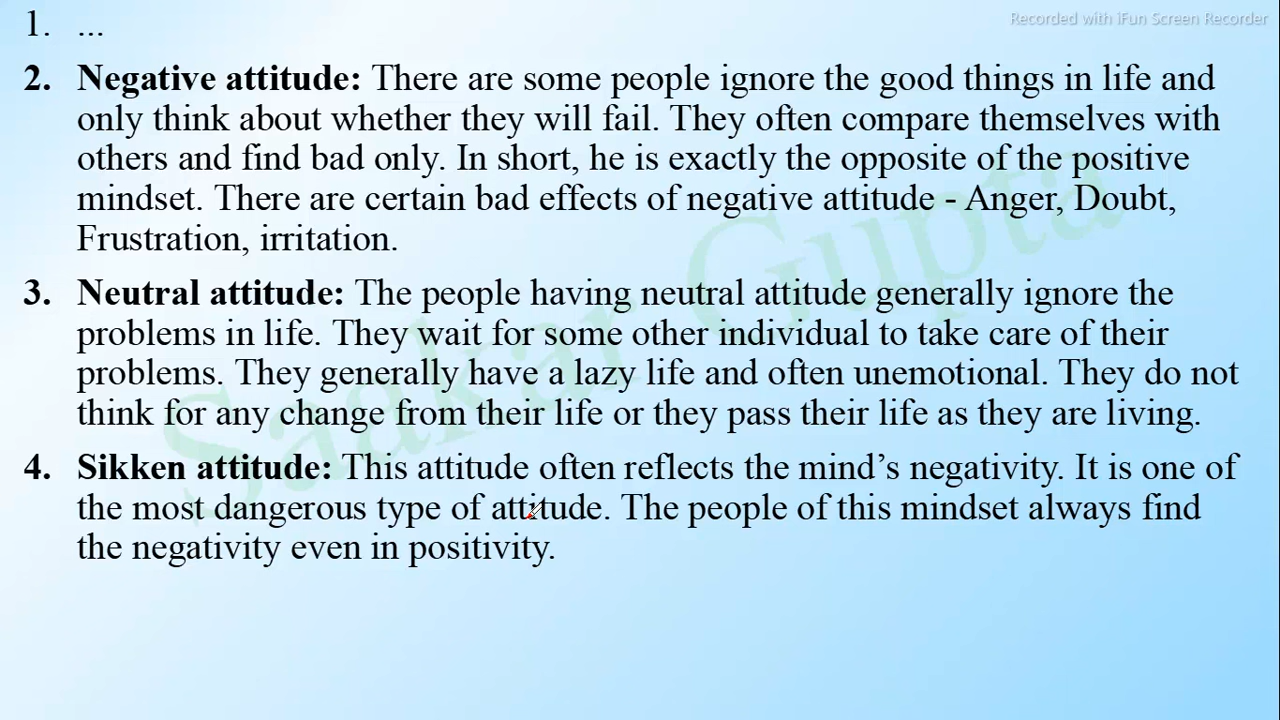 Recorded with iFun Screen Recorder
1. ...
2. Negative attitude: There are some people ignore the good things in life and
only think about whether they will fail. They often compare themselves with
others and find bad only. In short, he is exactly the opposite of the positive
mindset. There are certain bad effects of negative attitude - Anger, Doubt,
Frustration, irritation.
3. Neutral attitude: The people having neutral attitude generally ignore the
problems in life. They wait for some other individual to take care of their
problems. They generally have a lazy life and often unemotional. They do not
think for any change from their life or they pass their life as they are living.
4. Sikken attitude: This attitude often reflects the mind’s negativity. It is one of
the most dangerous type of attitude. The people of this mindset always find
the negativity even in positivity.
Saakar Gupta